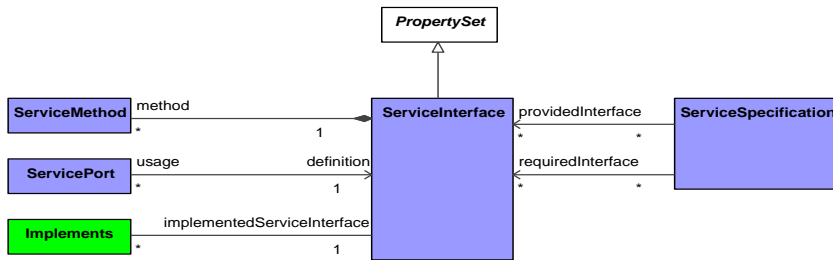 PropertySet
ServiceMethod
method
ServiceInterface
providedInterface
ServiceSpecification
*
1
*
*
usage
definition
requiredInterface
ServicePort
*
1
*
*
implementedServiceInterface
Implements
*
1